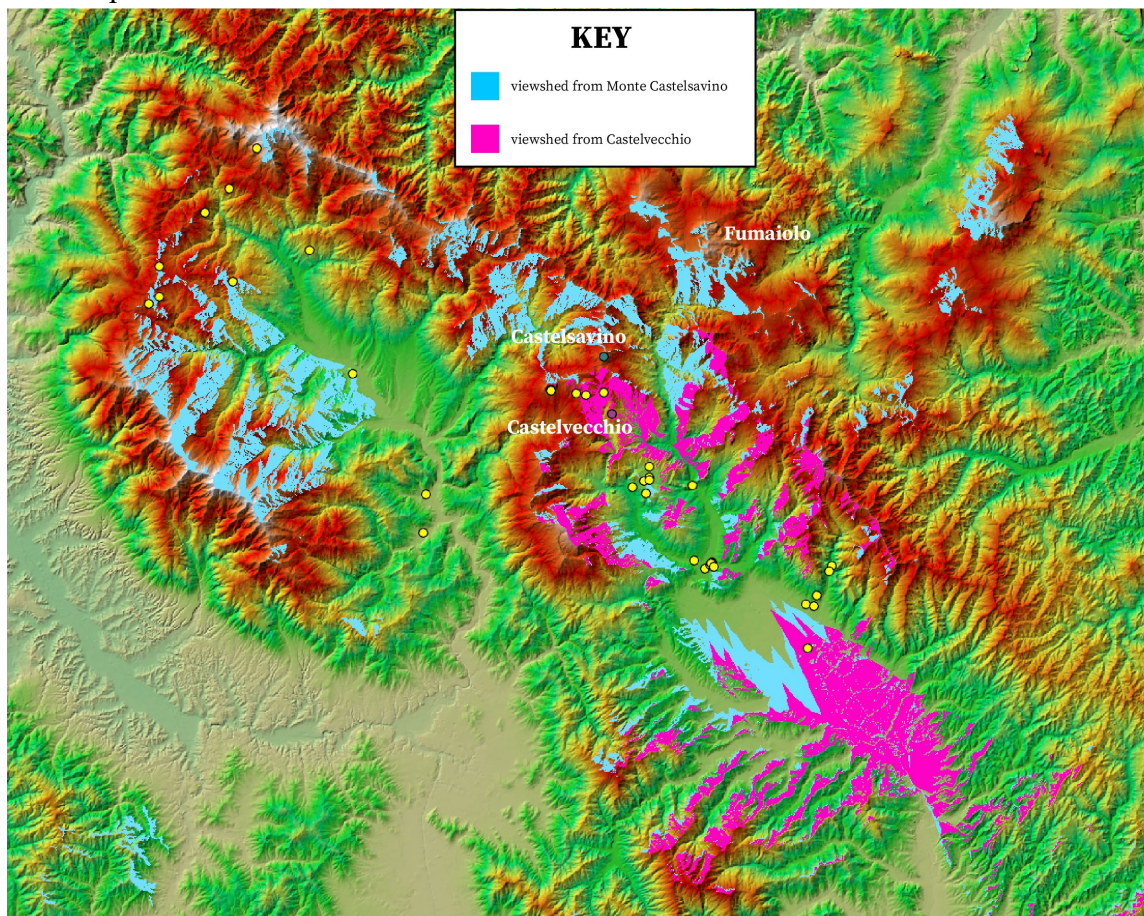 KEY
viewshed from Monte Castelsavino
viewshed from Castelvecchio
Fumaiolo
Castelsavino
Castelvecchio